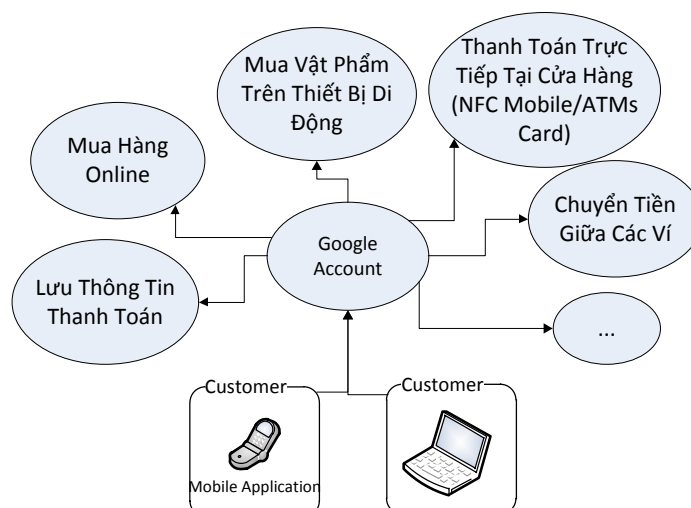 Thanh Toán Trực
Tiếp Tại Cửa Hàng
(NFC Mobile/ATMs
Card)
Mua Vật Phẩm
Trên Thiết Bị Di
Động
Mua Hàng
Online
Chuyển Tiền
Giữa Các Ví
Google
Account
Lưu Thông Tin
Thanh Toán
...
Customer
Mobile Application
Customer